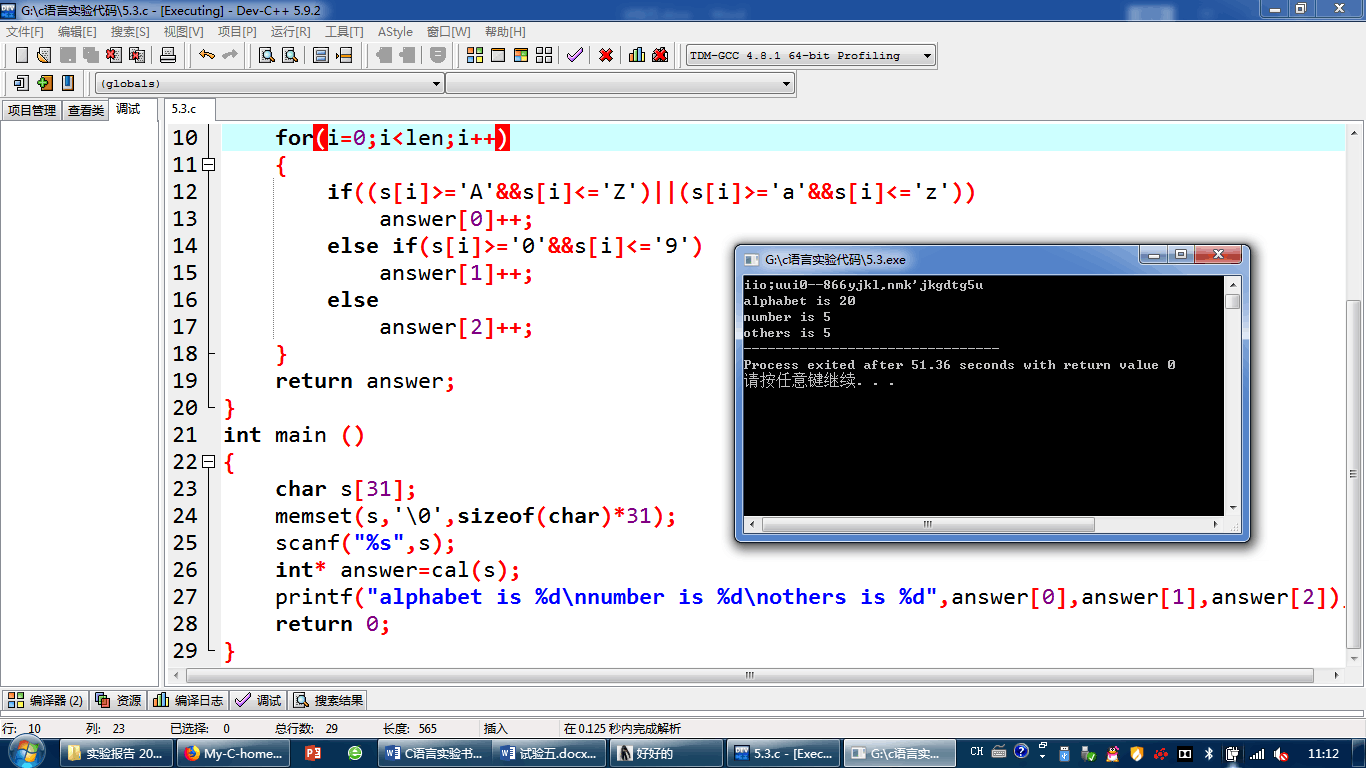 G:\c语言实验代码\5.3.c - [Executing] - Dev-C++ 5.9.2
文件[F] 编辑[E] 搜索[S] 视图[V] 项目[P] 运行[R] 工具[T] AStyle 窗口[W] 帮助[H]
TDM-GCC 4.8.1 64-bit Profiling
(globals)
项目管理 查看类 调试 5.3.c
10 for(i=0;i<len;i++)
11 {
12 if((s[i]>='A'&&s[i]<='Z')||(s[i]>='a'&&s[i]<='z'))
13 answer[0]++;
14 else if(s[i]>='0'&&s[i]<='9')
15 answer[1]++;
16 else
17 answer[2]++;
18 }
19 return answer;
20 }
21 int main ()
22 {
23 char s[31];
24 memset(s,'\0',sizeof(char)*31);
25 scanf("%s",s);
26 int* answer=cal(s);
27 printf("alphabet is %d\nnumber is %d\nothers is %d",answer[0],answer[1],answer[2])
28 return 0;
29 }
G:\c语言实验代码\5.3.exe
iio;uui0--866yjkl,nmk'jkgdtg5u
alphabet is 20
number is 5
others is 5
--------------------------------
Process exited after 51.36 seconds with return value 0
请按任意键继续. . .
编译器 (2) 资源 编译日志 调试 搜索结果
行: 10 列: 23 已选择: 0 总行数: 29 长度: 565 插入 在 0.125 秒内完成解析
实验报告 20... My-C-home... C语言实验书... 试验五.docx... 好好的 5.3.c - [Exec... G:\c语言实... CH 11:12